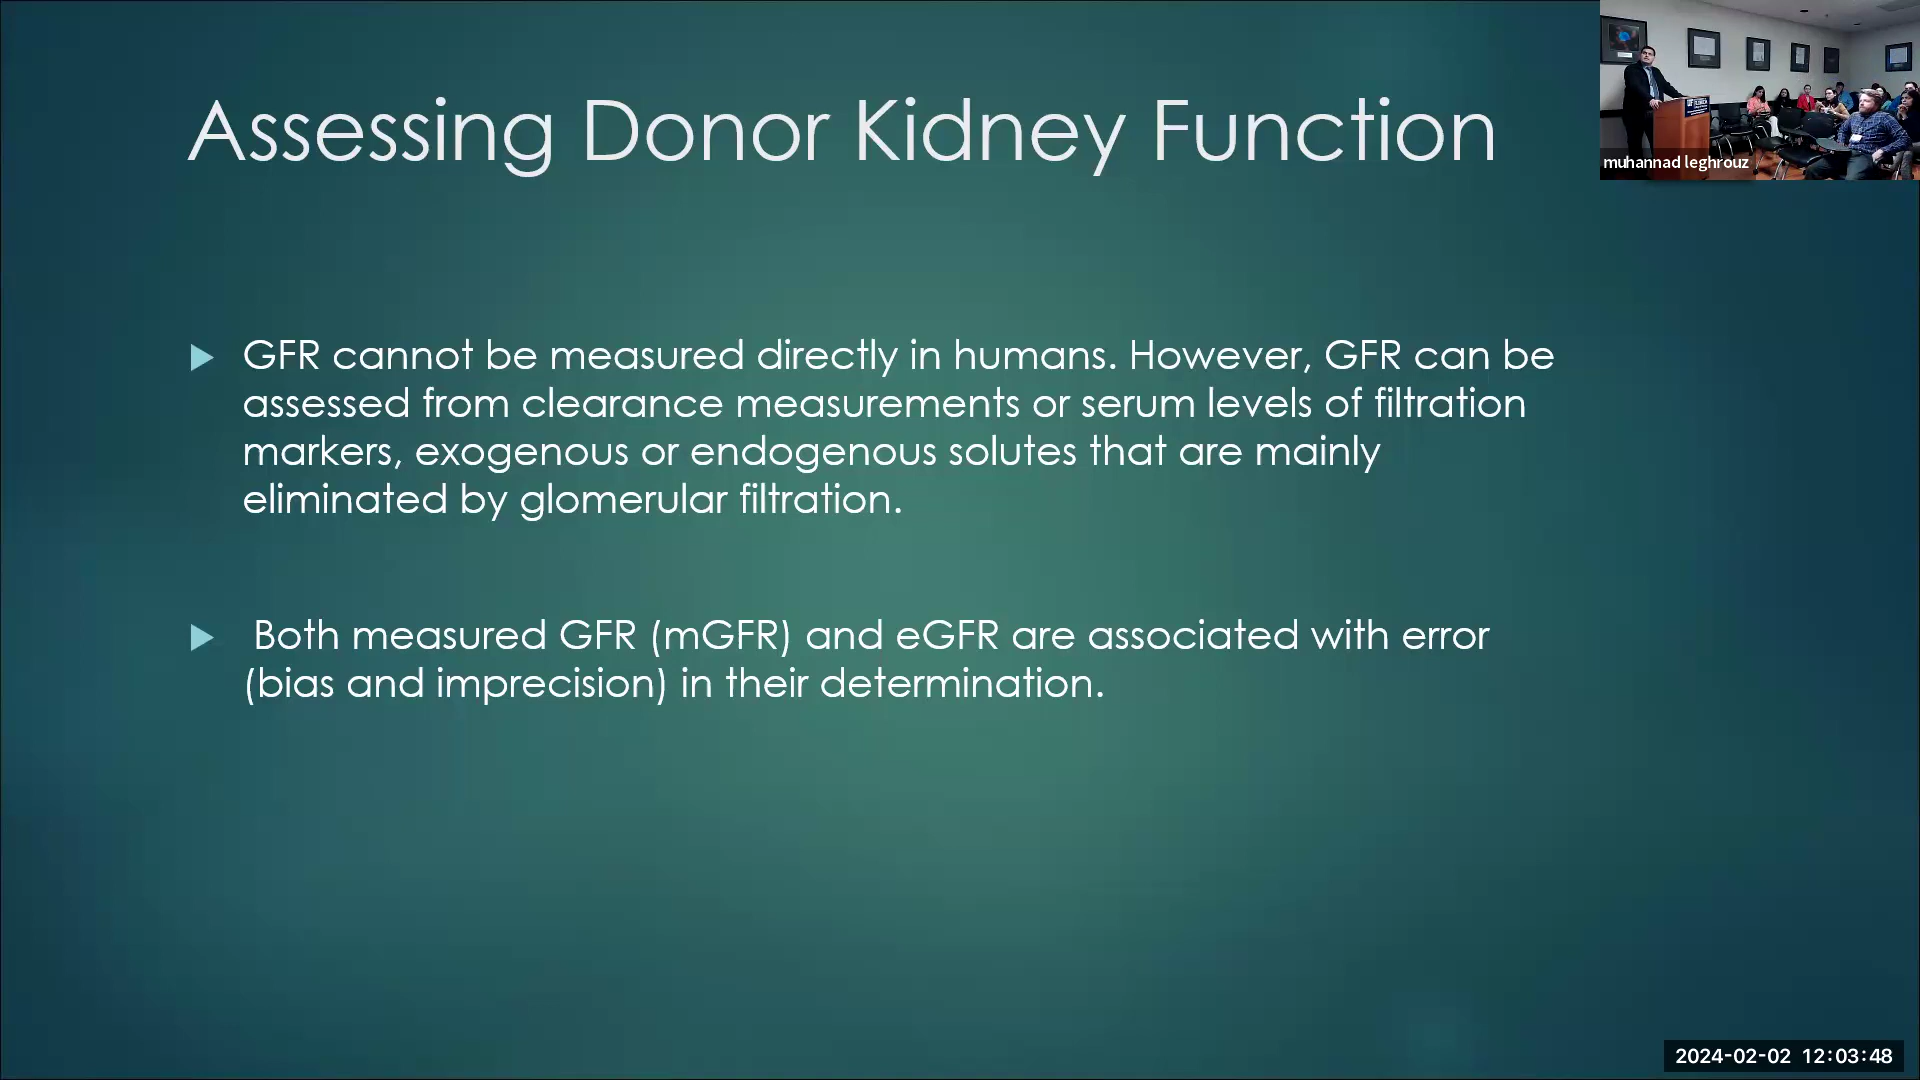 Assessing Donor Kidney Function
muhannad leghrouz
GFR cannot be measured directly in humans. However, GFR can be
assessed from clearance measurements or serum levels of filtration
markers, exogenous or endogenous solutes that are mainly
eliminated by glomerular filtration.
Both measured GFR (mGFR) and eGFR are associated with error
(bias and imprecision) in their determination.
2024-02-02 12:03:48